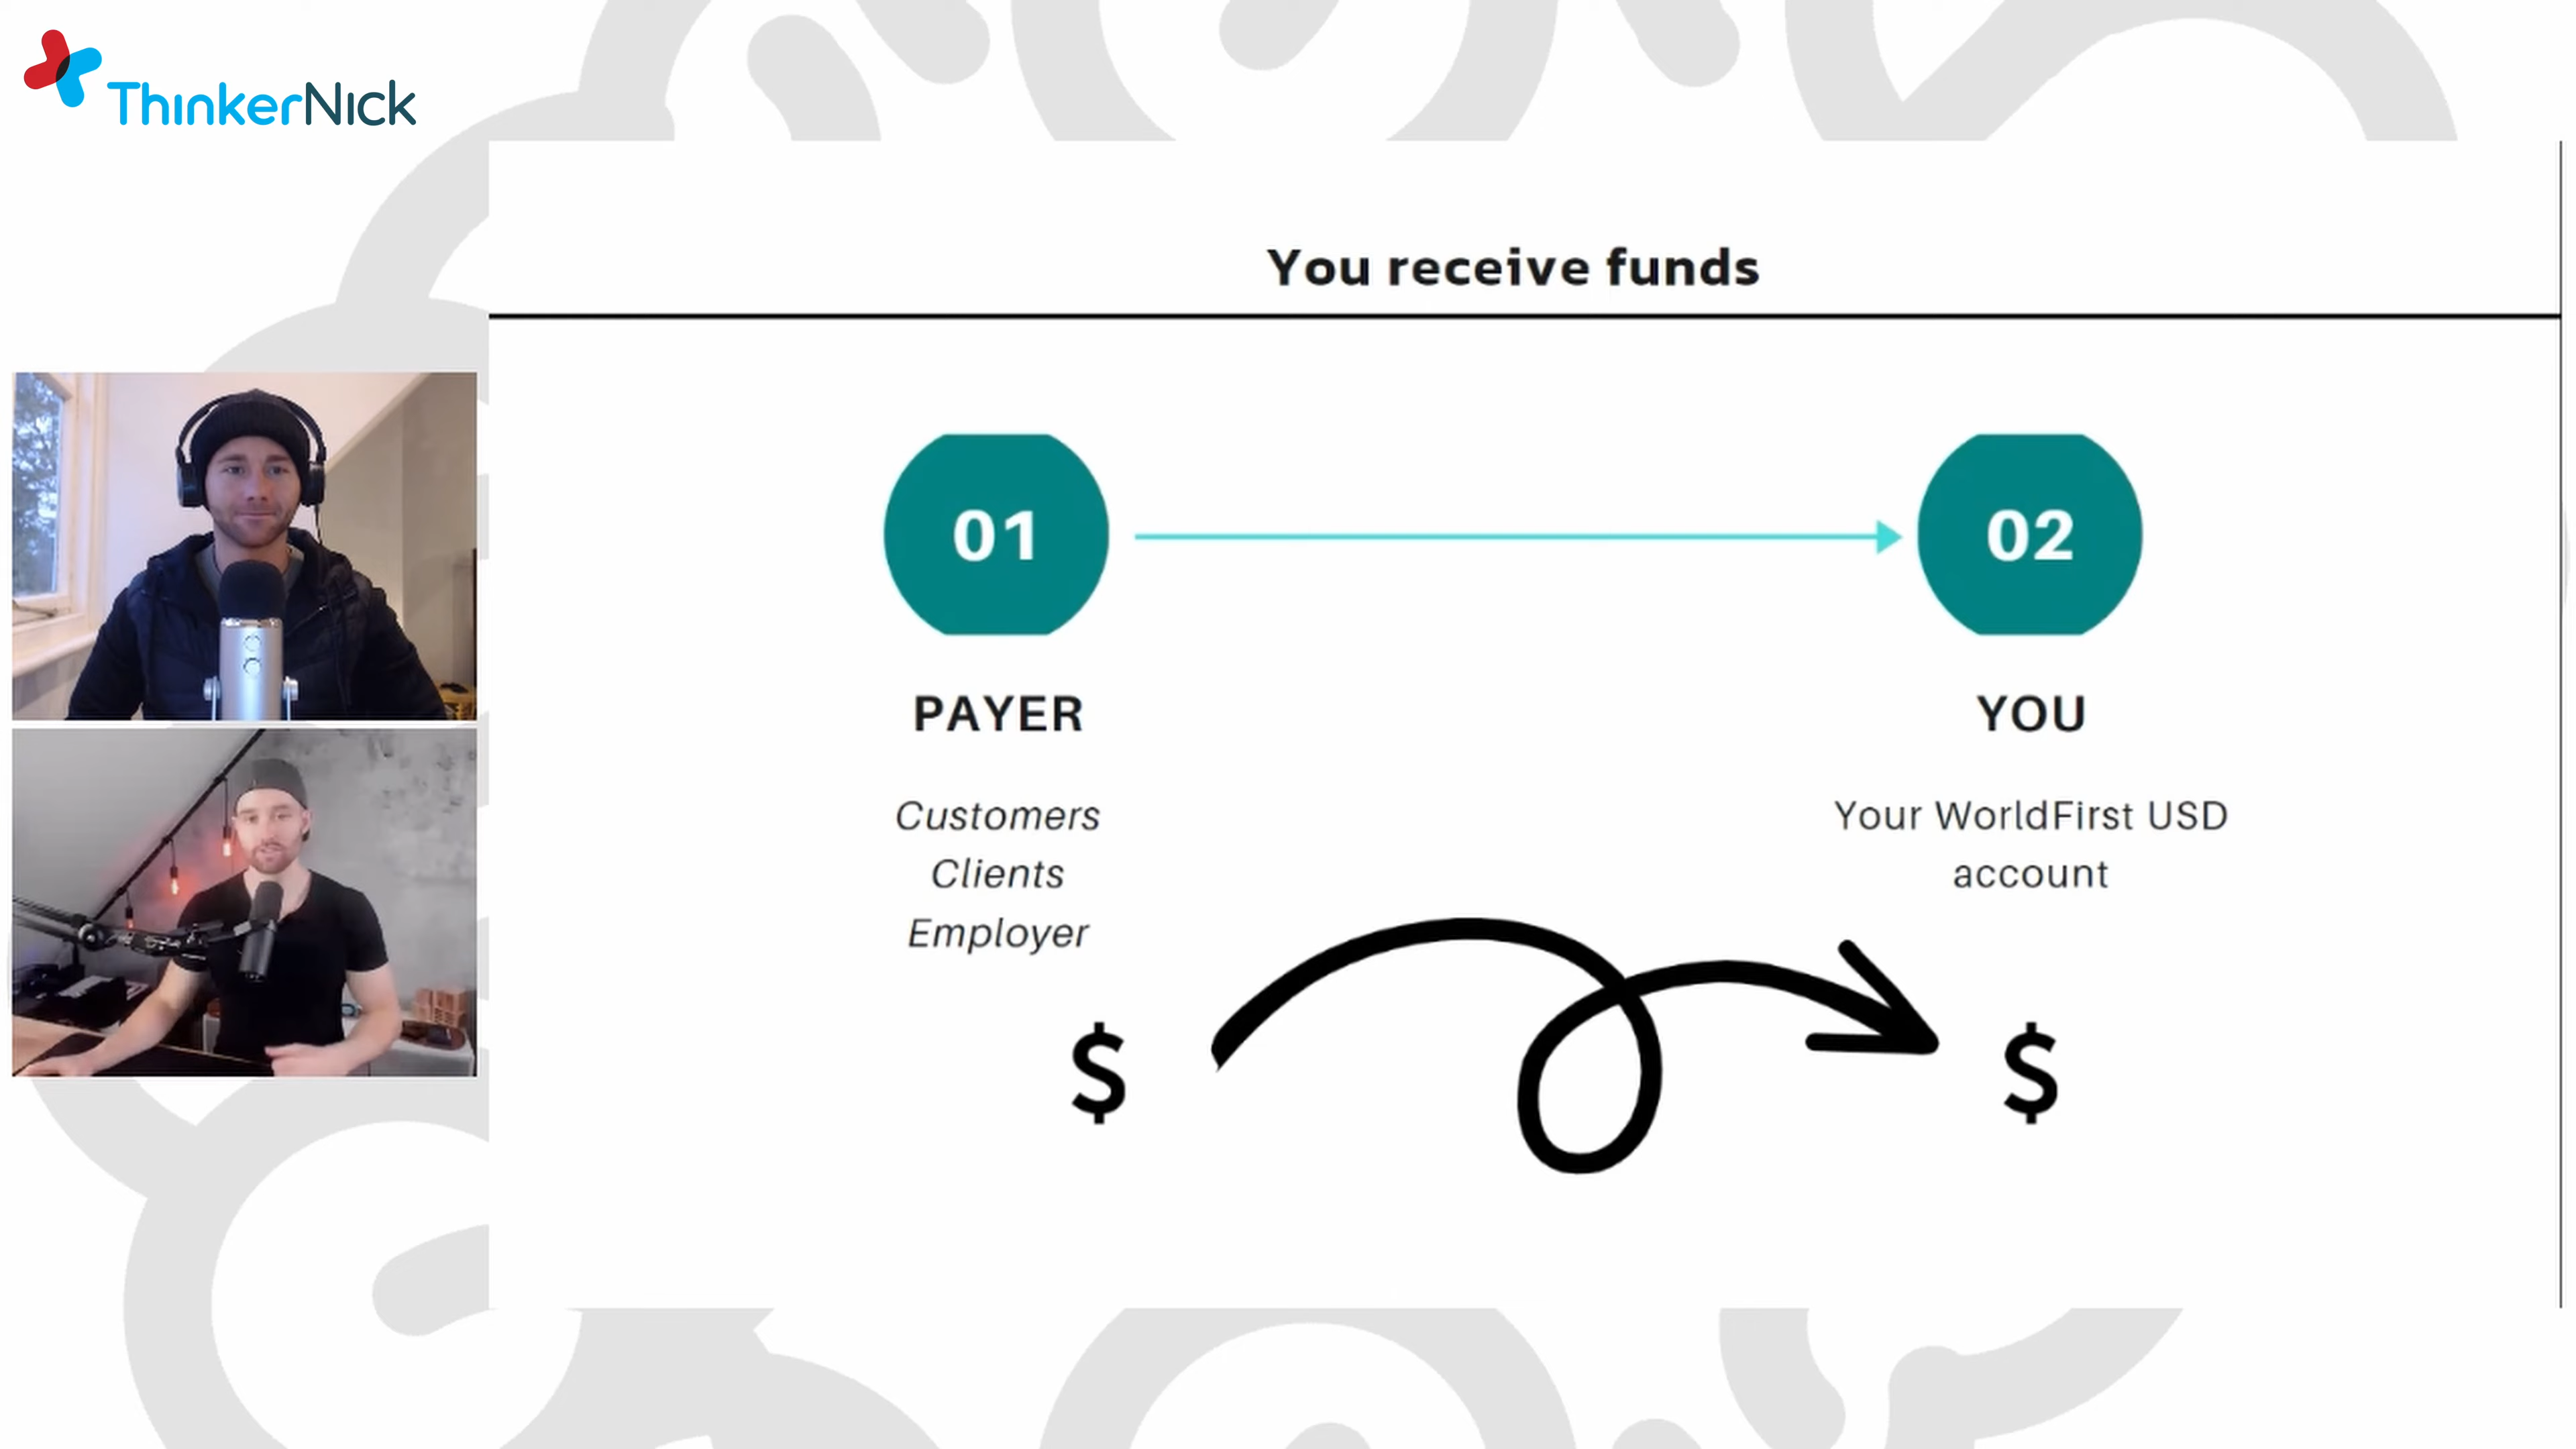 ThinkerNick
You receive funds
01
02
PAYER
YOU
Customers
Clients
Employer
Your WorldFirst USD
account
$
$